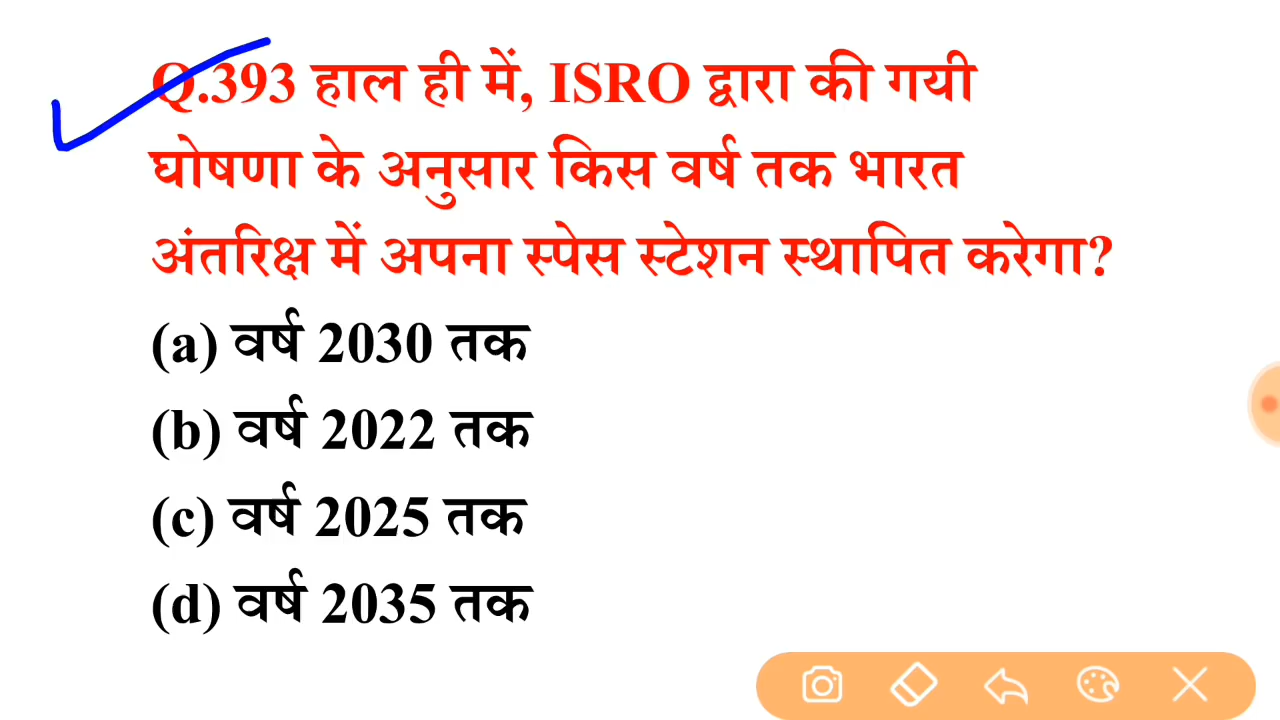 Q.393 हाल ही में, ISRO द्वारा की गयी
घोषणा के अनुसार किस वर्ष तक भारत
अंतरिक्ष में अपना स्पेस स्टेशन स्थापित करेगा?
(a) वर्ष 2030 तक
(b) वर्ष 2022 तक
(c) वर्ष 2025 तक
(d) वर्ष 2035 तक